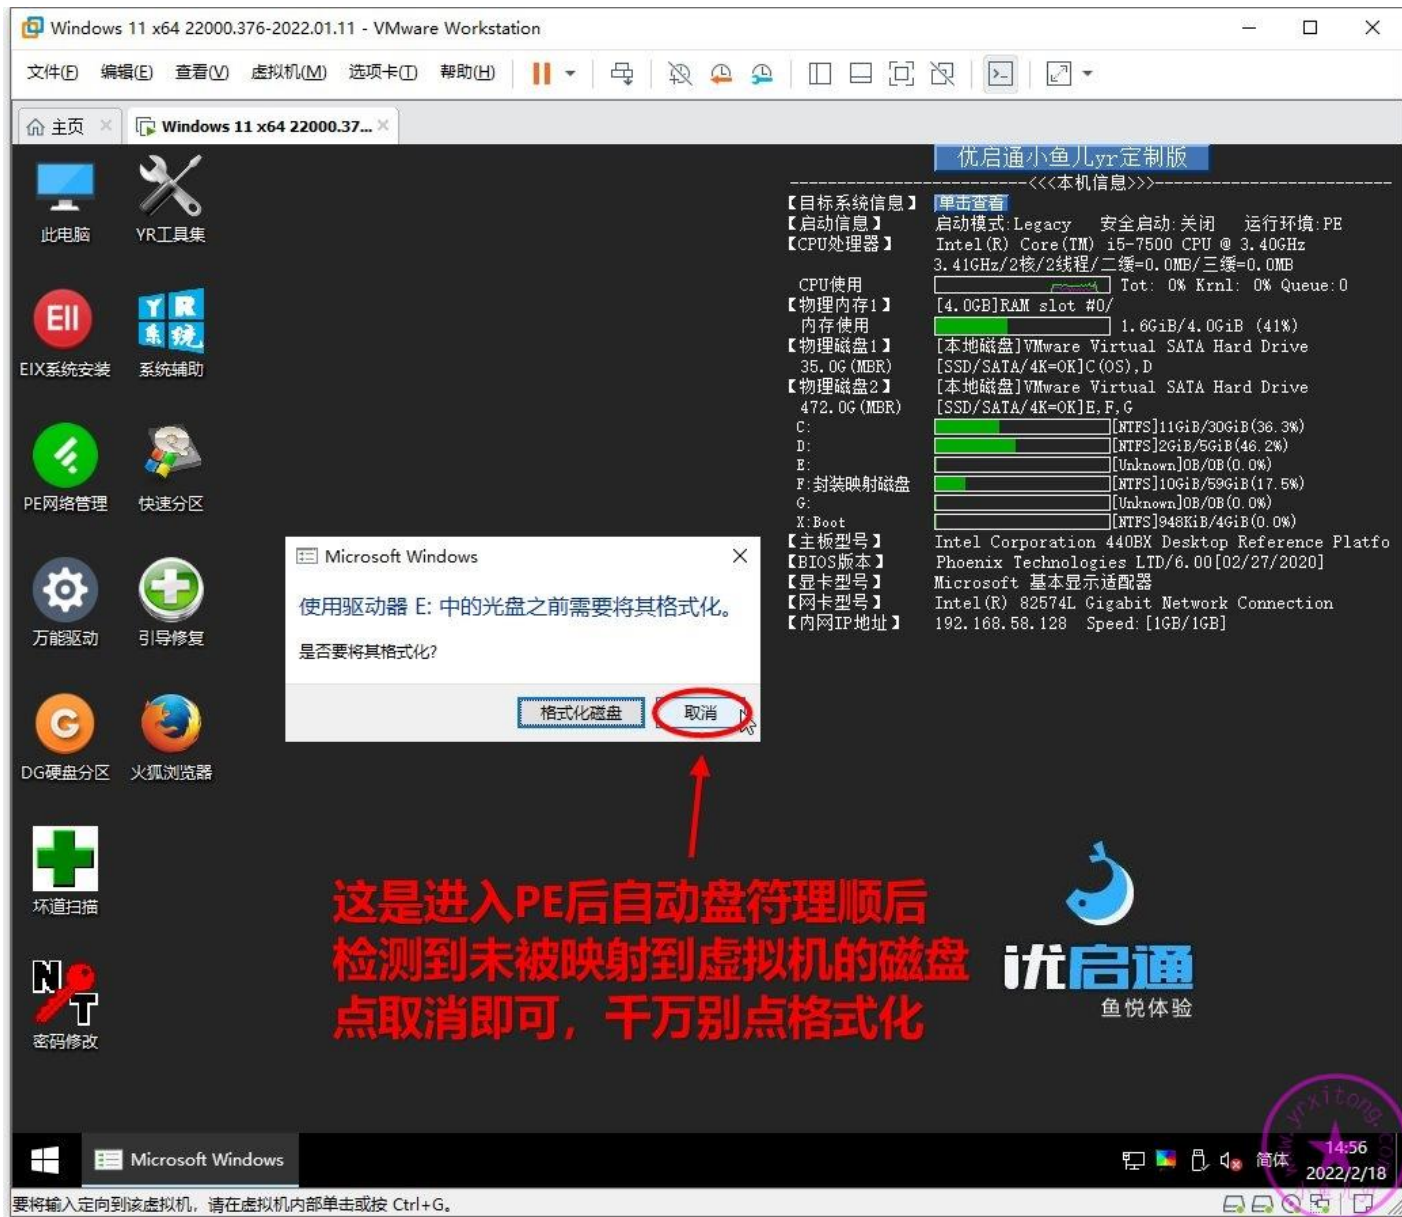 Windows 11 x64 22000.376-2022.01.11 - VMware Workstation
文件(F) 编辑(E) 查看(V) 虚拟机(M) 选项卡(T) 帮助(H)
主页 Windows 11 x64 22000.37...
此电脑 YR工具集
EIX系统安装 系统辅助
YR系统
PE网络管理 快速分区
万能驱动 引导修复
DG硬盘分区 火狐浏览器
坏道扫描
密码修改
优启通小鱼儿yr定制版
--------------------------<<<本机信息>>>--------------------------
【目标系统信息】 单击查看
【启动信息】 启动模式:Legacy 安全启动:关闭 运行环境:PE
【CPU处理器】 Intel(R) Core(TM) i5-7500 CPU @ 3.40GHz
3.41GHz/2核/2线程/二缓=0.0MB/三缓=0.0MB
CPU使用 Tot: 0% Krnl: 0% Queue:0
【物理内存1】 [4.0GB]RAM slot #0/
内存使用 1.6GiB/4.0GiB (41%)
【物理磁盘1】 [本地磁盘]VMware Virtual SATA Hard Drive
35.0G(MBR) [SSD/SATA/4K=OK]C(OS),D
【物理磁盘2】 [本地磁盘]VMware Virtual SATA Hard Drive
472.0G(MBR) [SSD/SATA/4K=OK]E,F,G
C: [NTFS]11GiB/30GiB(36.3%)
D: [NTFS]2GiB/5GiB(46.2%)
E: [Unknown]0B/0B(0.0%)
F:封装映射磁盘 [NTFS]10GiB/59GiB(17.5%)
G: [Unknown]0B/0B(0.0%)
X:Boot [NTFS]948KiB/4GiB(0.0%)
【主板型号】 Intel Corporation 440BX Desktop Reference Platfo
【BIOS版本】 Phoenix Technologies LTD/6.00[02/27/2020]
【显卡型号】 Microsoft 基本显示适配器
【网卡型号】 Intel(R) 82574L Gigabit Network Connection
【内网IP地址】 192.168.58.128 Speed:[1GB/1GB]
Microsoft Windows
使用驱动器 E: 中的光盘之前需要将其格式化。
是否要将其格式化?
格式化磁盘 取消
这是进入PE后自动盘符理顺后
检测到未被映射到虚拟机的磁盘
点取消即可，千万别点格式化
优启通
鱼悦体验
Microsoft Windows
简体
14:56
2022/2/18
www.yrxitong.com
要将输入定向到该虚拟机，请在虚拟机内部单击或按 Ctrl+G。